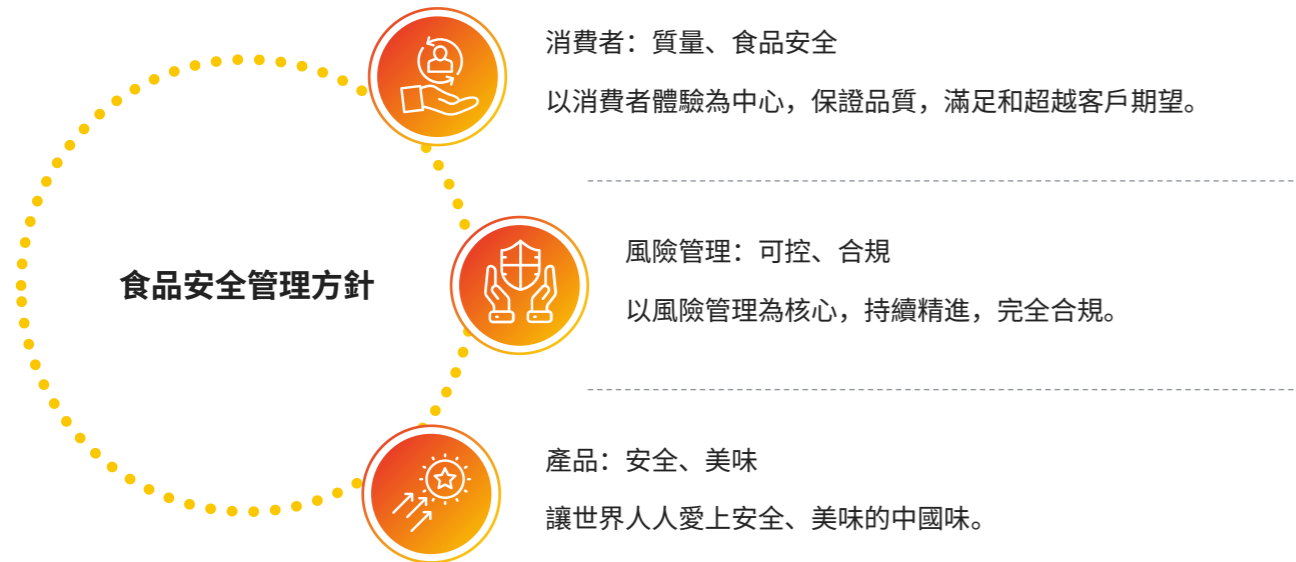 消費者：質量、食品安全
以消費者體驗為中心，保證品質，滿足和超越客戶期望。
食品安全管理方針
風險管理：可控、合規
以風險管理為核心，持續精進，完全合規。
產品：安全、美味
讓世界人人愛上安全、美味的中國味。